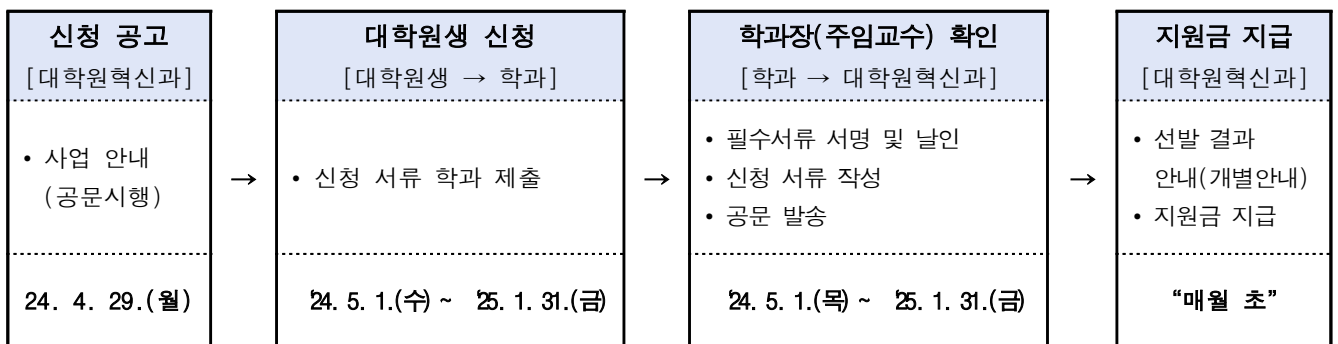 신청 공고
[대학원혁신과]
• 사업 안내
(공문시행)
24. 4. 29.(월)
→
대학원생 신청
[대학원생 → 학과]
• 신청 서류 학과 제출
'24. 5. 1.(수) ~ '25. 1. 31.(금)
→
학과장(주임교수) 확인
[학과 → 대학원혁신과]
• 필수서류 서명 및 날인
• 신청 서류 작성
• 공문 발송
'24. 5. 1.(목) ~ '25. 1. 31.(금)
→
지원금 지급
[대학원혁신과]
• 선발 결과
안내(개별안내)
• 지원금 지급
“매월 초”